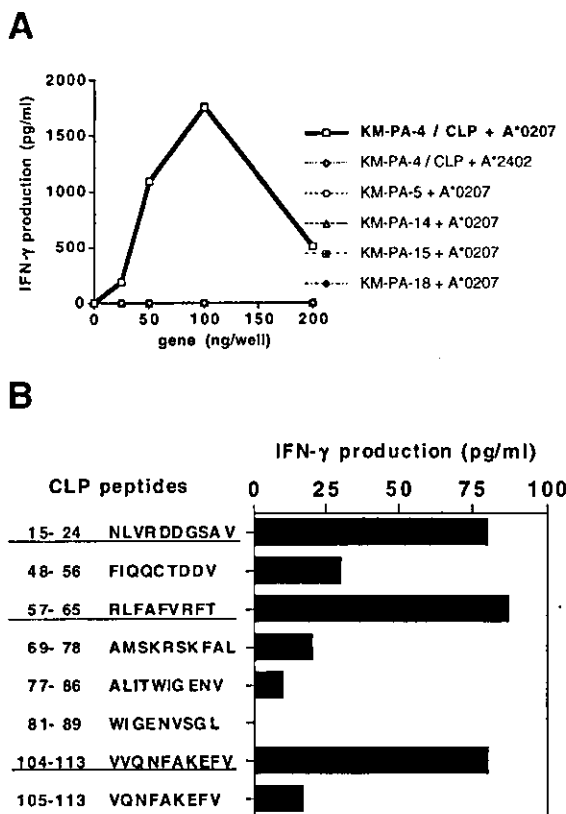 A
IFN-γ production (pg/ml)
2000
1500
1000
500
0
0 50 100 150 200
gene (ng/well)
KM-PA-4 / CLP + A*0207
KM-PA-4 / CLP + A*2402
KM-PA-5 + A*0207
KM-PA-14 + A*0207
KM-PA-15 + A*0207
KM-PA-18 + A*0207
B
IFN-γ production (pg/ml)
CLP peptides
0 25 50 75 100
15- 24 NLVRDDGSAV
48- 56 FIQQCTDDV
57- 65 RLFAFVRFT
69- 78 AMSKRSKFAL
77- 86 ALITWIGENV
81- 89 WIGENVSGL
104-113 VVQNFAKEFV
105-113 VQNFAKEFV